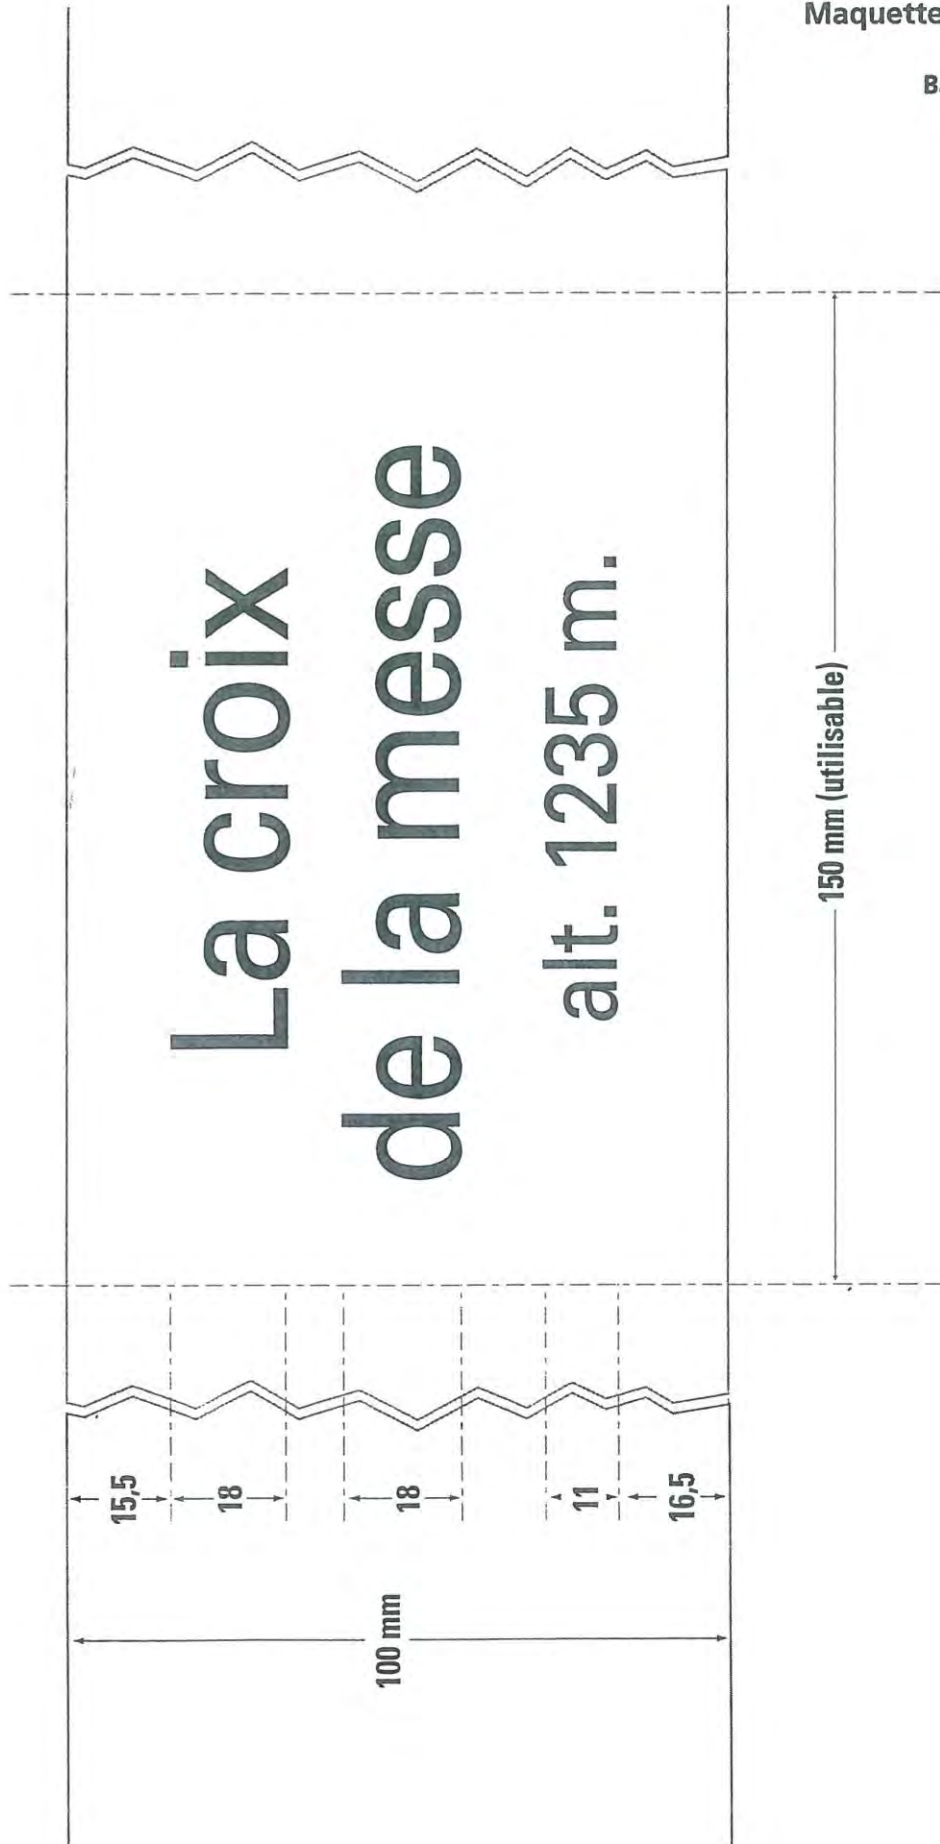 Maquette
La croix
de la messe
alt. 1235 m.
150 mm (utilisable)
15,5
18
18
11
16,5
100 mm